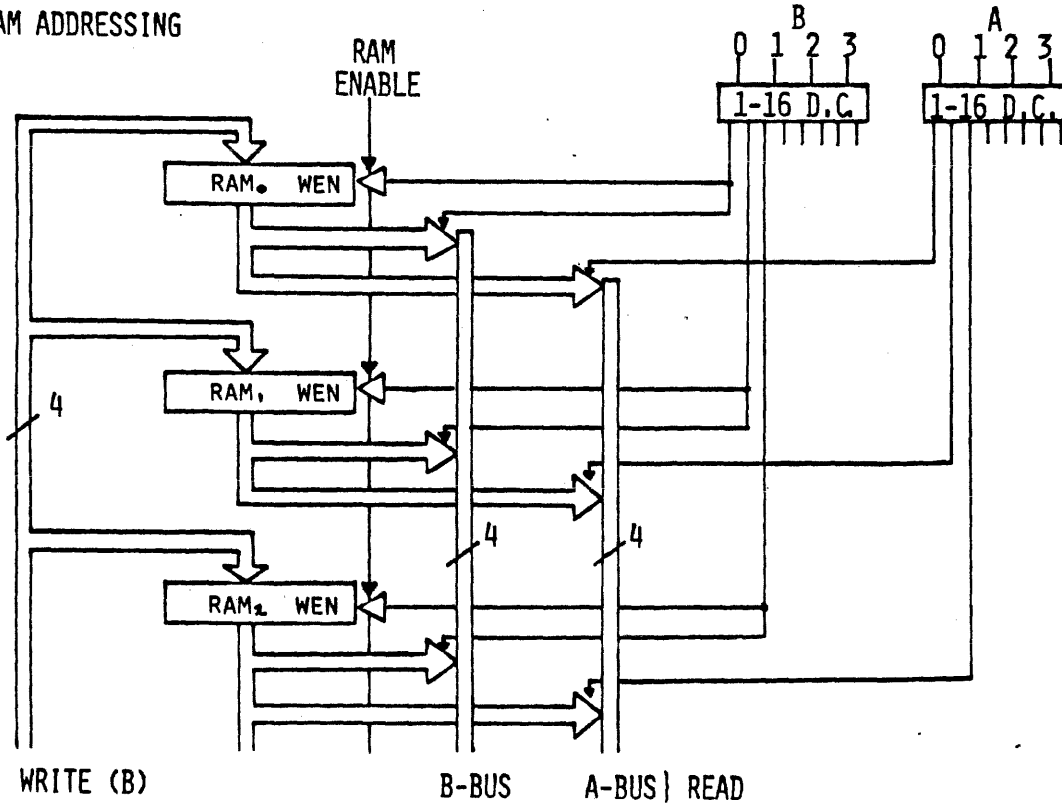 AM ADDRESSING
RAM
ENABLE
B
0 1 2 3
1-16 D.C.
A
0 1 2 3
1-16 D.C.
RAM₀ WEN
RAM₁ WEN
4
4
4
RAM₂ WEN
WRITE (B)
B-BUS
A-BUS} READ